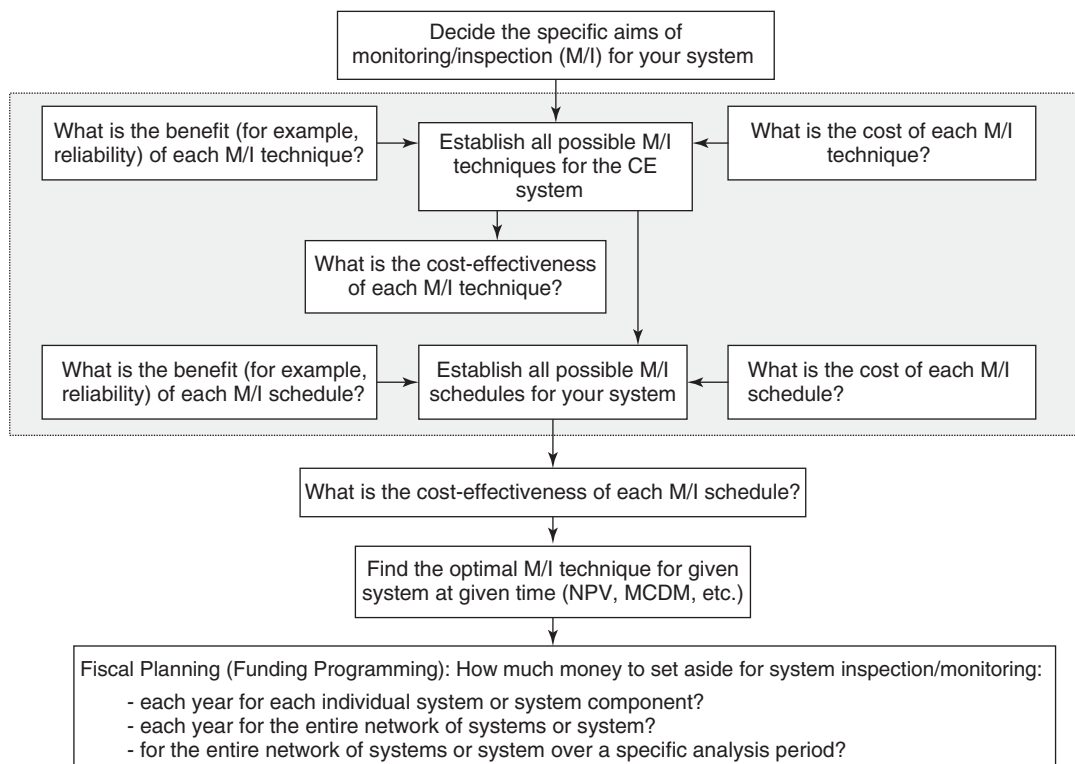 Decide the specific aims of
monitoring/inspection (M/I) for your system
What is the benefit (for example,
reliability) of each M/I technique?
Establish all possible M/I
techniques for the CE
system
What is the cost of each M/I
technique?
What is the cost-effectiveness
of each M/I technique?
What is the benefit (for example,
reliability) of each M/I schedule?
Establish all possible M/I
schedules for your system
What is the cost of each M/I
schedule?
What is the cost-effectiveness of each M/I schedule?
Find the optimal M/I technique for given
system at given time (NPV, MCDM, etc.)
Fiscal Planning (Funding Programming): How much money to set aside for system inspection/monitoring:
- each year for each individual system or system component?
- each year for the entire network of systems or system?
- for the entire network of systems or system over a specific analysis period?